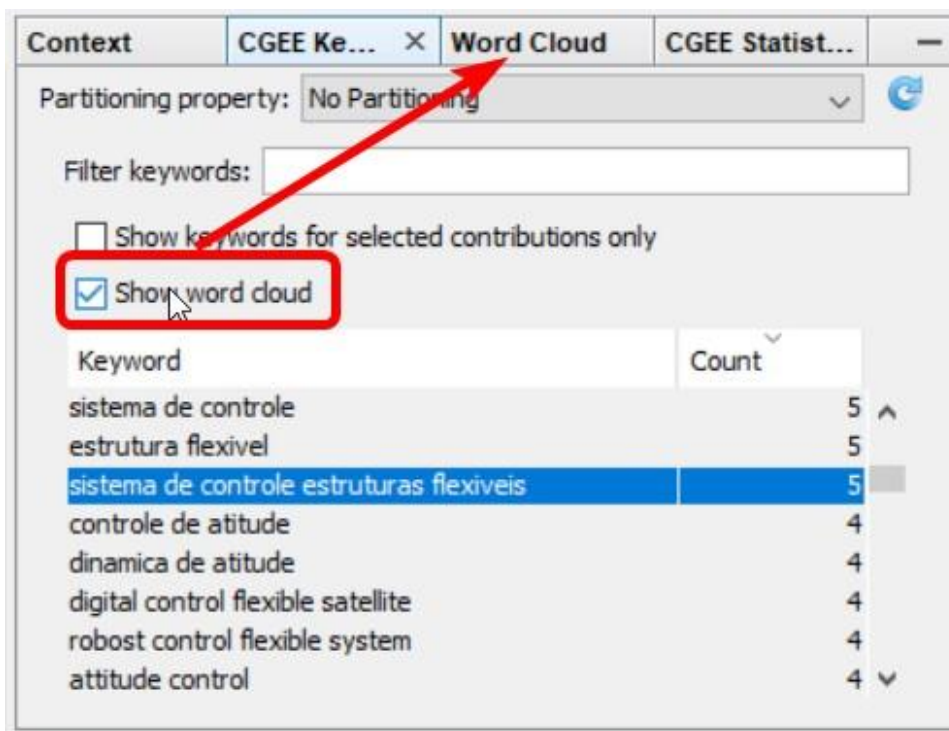 Context CGEE Ke... Word Cloud CGEE Statist...
Partitioning property: No Partitioning
Filter keywords:
Show keywords for selected contributions only
Show word cloud
Keyword Count
sistema de controle 5
estrutura flexivel 5
sistema de controle estruturas flexiveis 5
controle de atitude 4
dinamica de atitude 4
digital control flexible satellite 4
robost control flexible system 4
attitude control 4